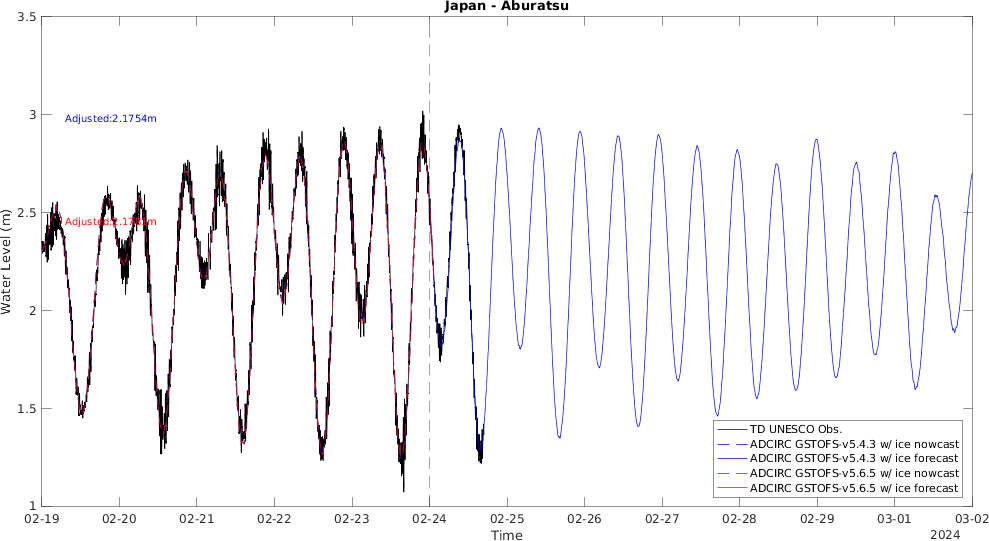 Japan - Aburatsu
3.5
3
2.5
2
1.5
1
Water Level (m)
Adjusted:2.1754m
02-19
02-20
02-21
02-22
02-23
02-24
02-25
02-26
02-27
02-28
02-29
03-01
03-02
Time
2024
TD UNESCO Obs.
ADCIRC GSTOFS-v5.4.3 w/ ice nowcast
ADCIRC GSTOFS-v5.4.3 w/ ice forecast
ADCIRC GSTOFS-v5.6.5 w/ ice nowcast
ADCIRC GSTOFS-v5.6.5 w/ ice forecast